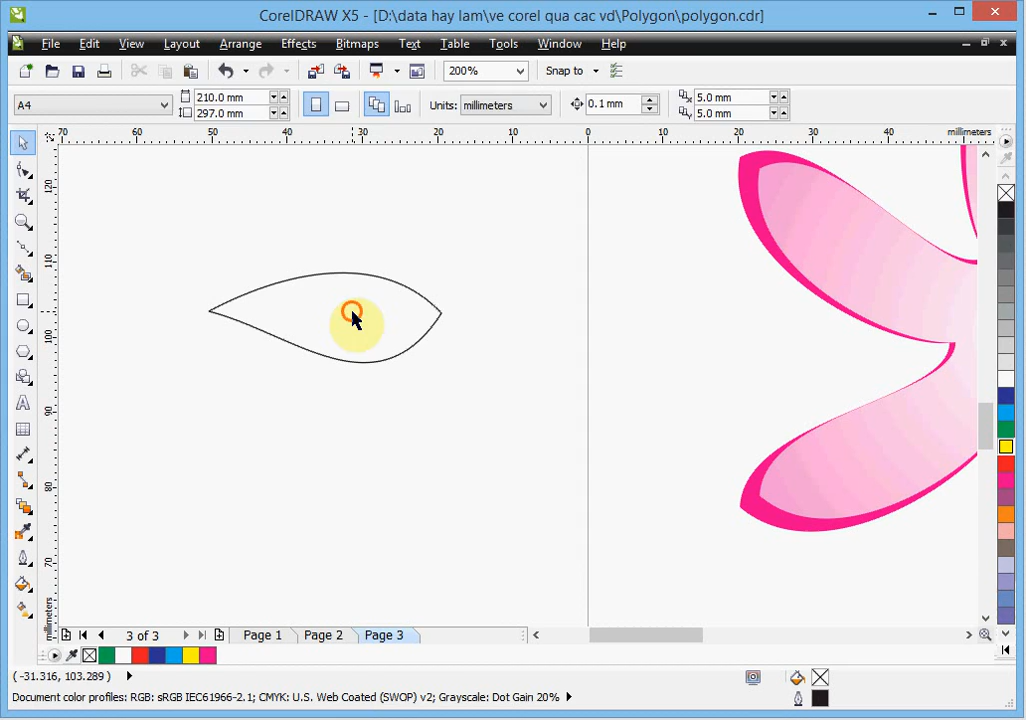 CorelDRAW X5 - [D:\data hay lam\ve corel qua cac vd\Polygon\polygon.cdr]
File Edit View Layout Arrange Effects Bitmaps Text Table Tools Window Help
200% Snap to
A4 210.0 mm 297.0 mm Units: millimeters 0.1 mm 5.0 mm 5.0 mm
70 60 50 40 30 20 10 0 10 20 30 40 millimeters
120
110
100
90
80
70
millimeters
3 of 3 Page 1 Page 2 Page 3
( -31.316, 103.289 )
Document color profiles: RGB: sRGB IEC61966-2.1; CMYK: U.S. Web Coated (SWOP) v2; Grayscale: Dot Gain 20%